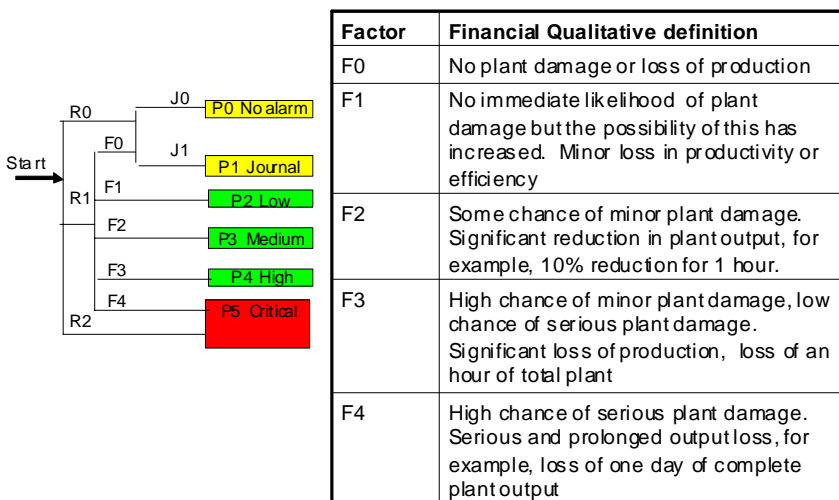 Start
R0
J0
P0 No alarm
F0
J1
P1 Journal
R1
F1
P2 Low
F2
P3 Medium
F3
P4 High
F4
P5 Critical
R2
Factor Financial Qualitative definition
F0 No plant damage or loss of production
F1 No immediate likelihood of plant
damage but the possibility of this has
increased. Minor loss in productivity or
efficiency
F2 Some chance of minor plant damage.
Significant reduction in plant output, for
example, 10% reduction for 1 hour.
F3 High chance of minor plant damage, low
chance of serious plant damage.
Significant loss of production, loss of an
hour of total plant
F4 High chance of serious plant damage.
Serious and prolonged output loss, for
example, loss of one day of complete
plant output